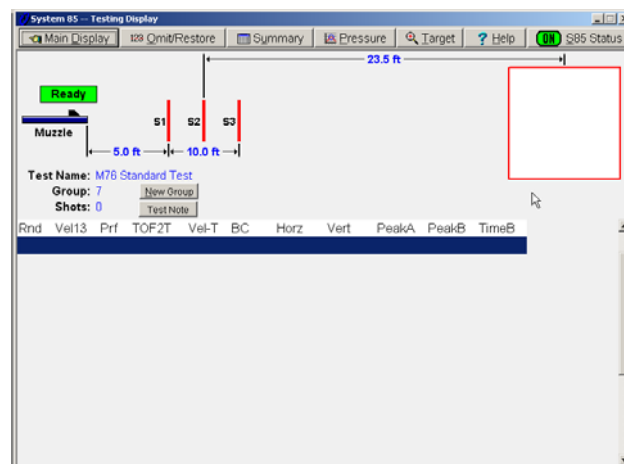 System 85 -- Testing Display
Main Display 123 Omit/Restore Summary Pressure Target ? Help ON S85 Status
23.5 ft
Ready
S1 S2 S3
Muzzle
5.0 ft 10.0 ft
Test Name: M76 Standard Test
Group: 7 New Group
Shots: 0 Test Note
Rnd Vel13 Prf TOF2T Vel-T BC Horz Vert PeakA PeakB TimeB